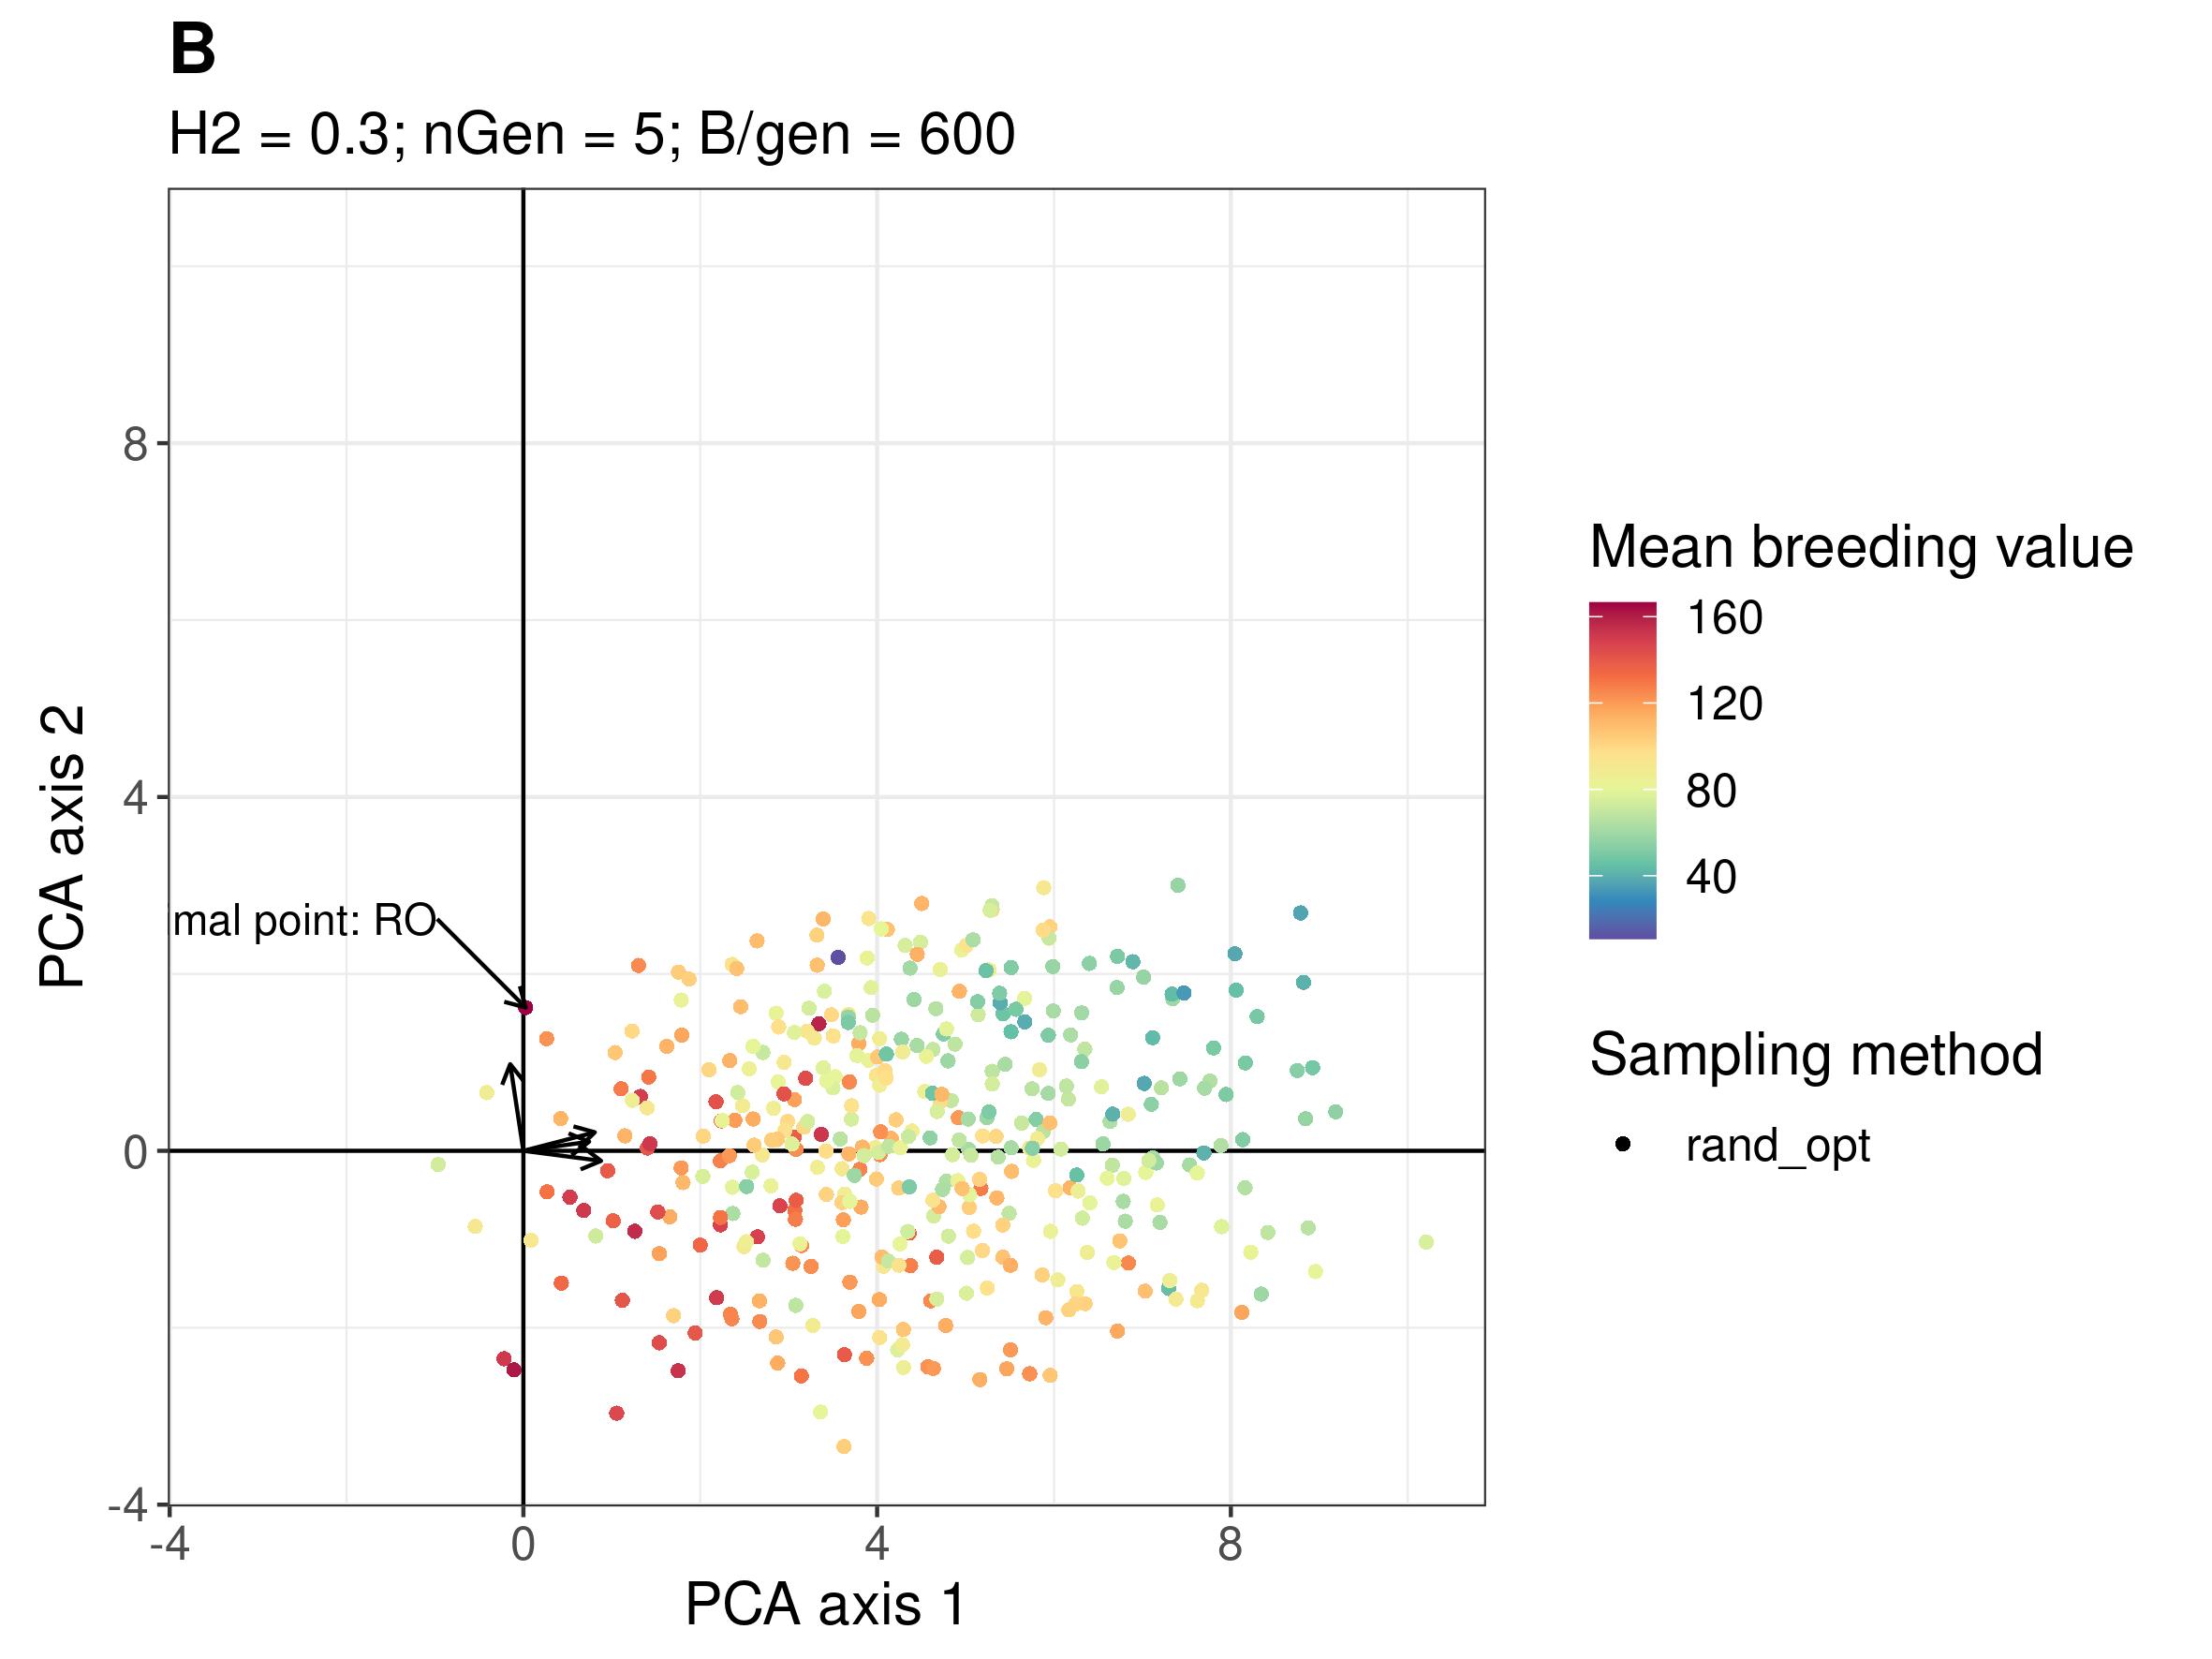 B
H2 = 0.3; nGen = 5; B/gen = 600
8
4
0
-4
-4
0
4
8
PCA axis 2
PCA axis 1
mal point: RO
Mean breeding value
160
120
80
40
Sampling method
rand_opt